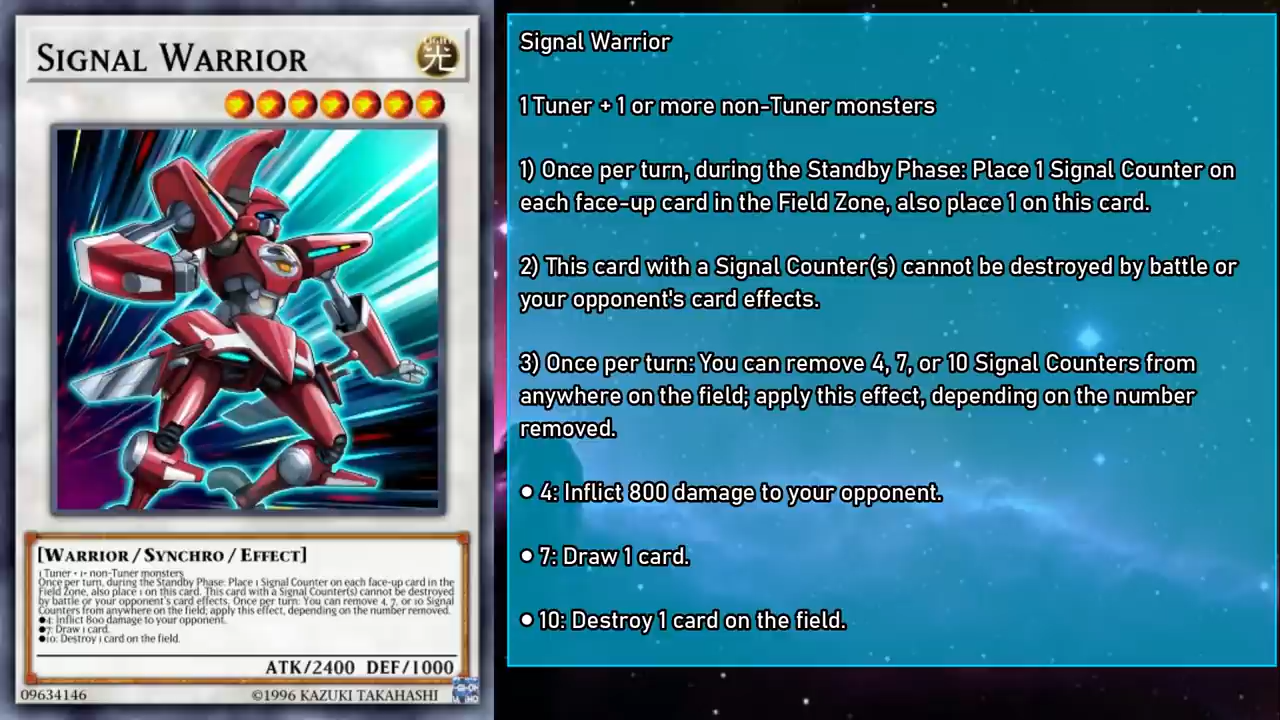 SIGNAL WARRIOR
LIGHT
光
[WARRIOR / SYNCHRO / EFFECT]
1 Tuner + 1+ non-Tuner monsters
Once per turn, during the Standby Phase: Place 1 Signal Counter on each face-up card in the
Field Zone, also place 1 on this card. This card with a Signal Counter(s) cannot be destroyed
by battle or your opponent's card effects. Once per turn: You can remove 4, 7, or 10 Signal
Counters from anywhere on the field; apply this effect, depending on the number removed.
●4: Inflict 800 damage to your opponent.
●7: Draw 1 card.
●10: Destroy 1 card on the field.
ATK/2400 DEF/1000
09634146
©1996 KAZUKI TAKAHASHI
Signal Warrior
1 Tuner + 1 or more non-Tuner monsters
1) Once per turn, during the Standby Phase: Place 1 Signal Counter on
each face-up card in the Field Zone, also place 1 on this card.
2) This card with a Signal Counter(s) cannot be destroyed by battle or
your opponent's card effects.
3) Once per turn: You can remove 4, 7, or 10 Signal Counters from
anywhere on the field; apply this effect, depending on the number
removed.
● 4: Inflict 800 damage to your opponent.
● 7: Draw 1 card.
● 10: Destroy 1 card on the field.